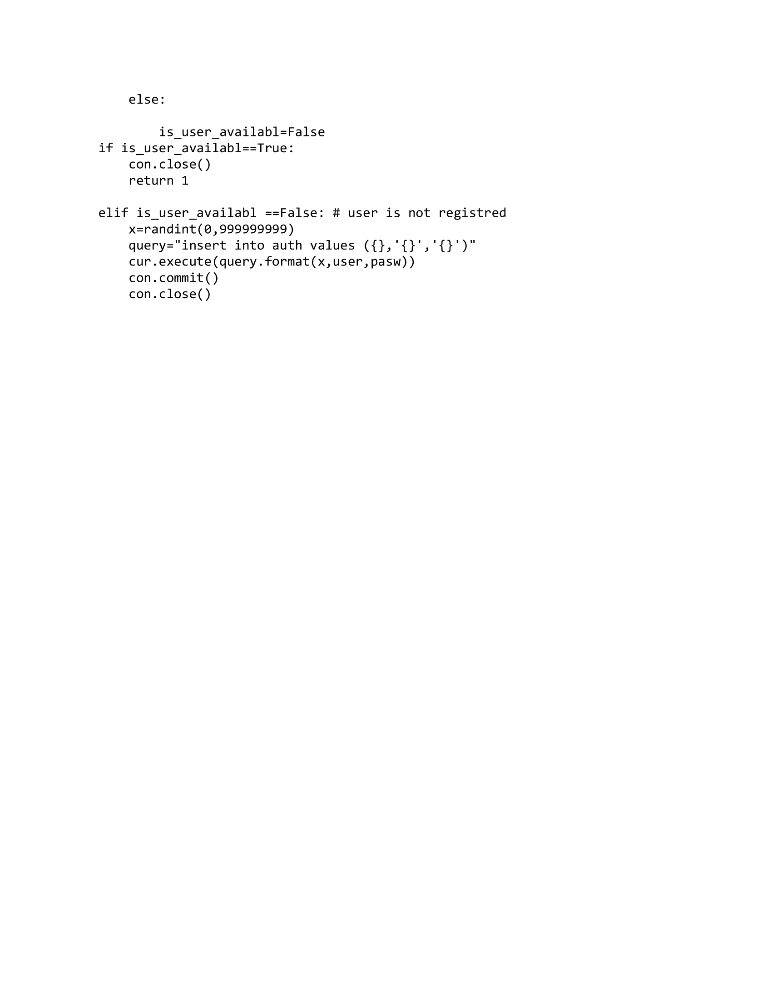 else:

        is_user_availabl=False
if is_user_availabl==True:
    con.close()
    return 1

elif is_user_availabl ==False: # user is not registred
    x=randint(0,999999999)
    query="insert into auth values ({},'{}','{}')"
    cur.execute(query.format(x,user,pasw))
    con.commit()
    con.close()